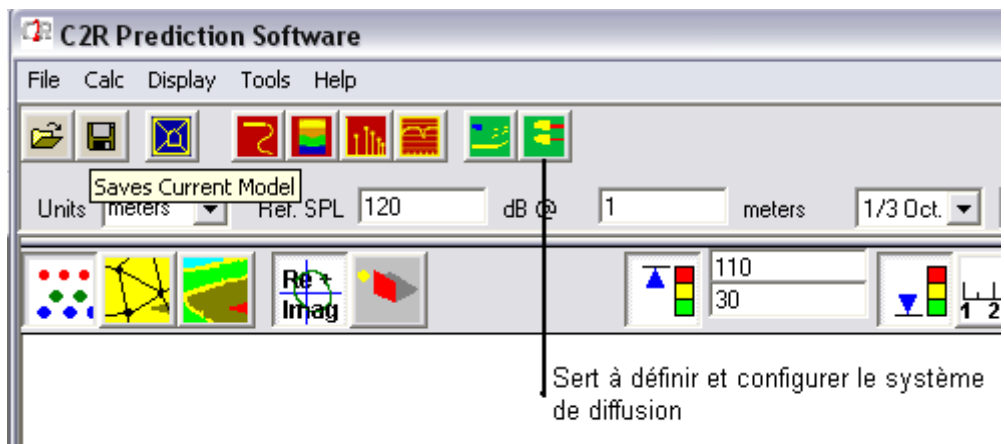 C2R Prediction Software
File Calc Display Tools Help
Saves Current Model
Units meters Ref. SPL 120 dB @ 1 meters 1/3 Oct.
Re + Imag
110
30
1 2
Sert à définir et configurer le système
de diffusion